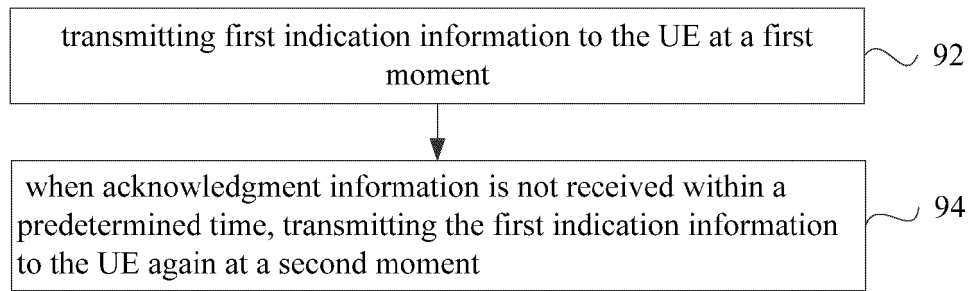 transmitting first indication information to the UE at a first
moment
92
when acknowledgment information is not received within a
predetermined time, transmitting the first indication information
to the UE again at a second moment
94